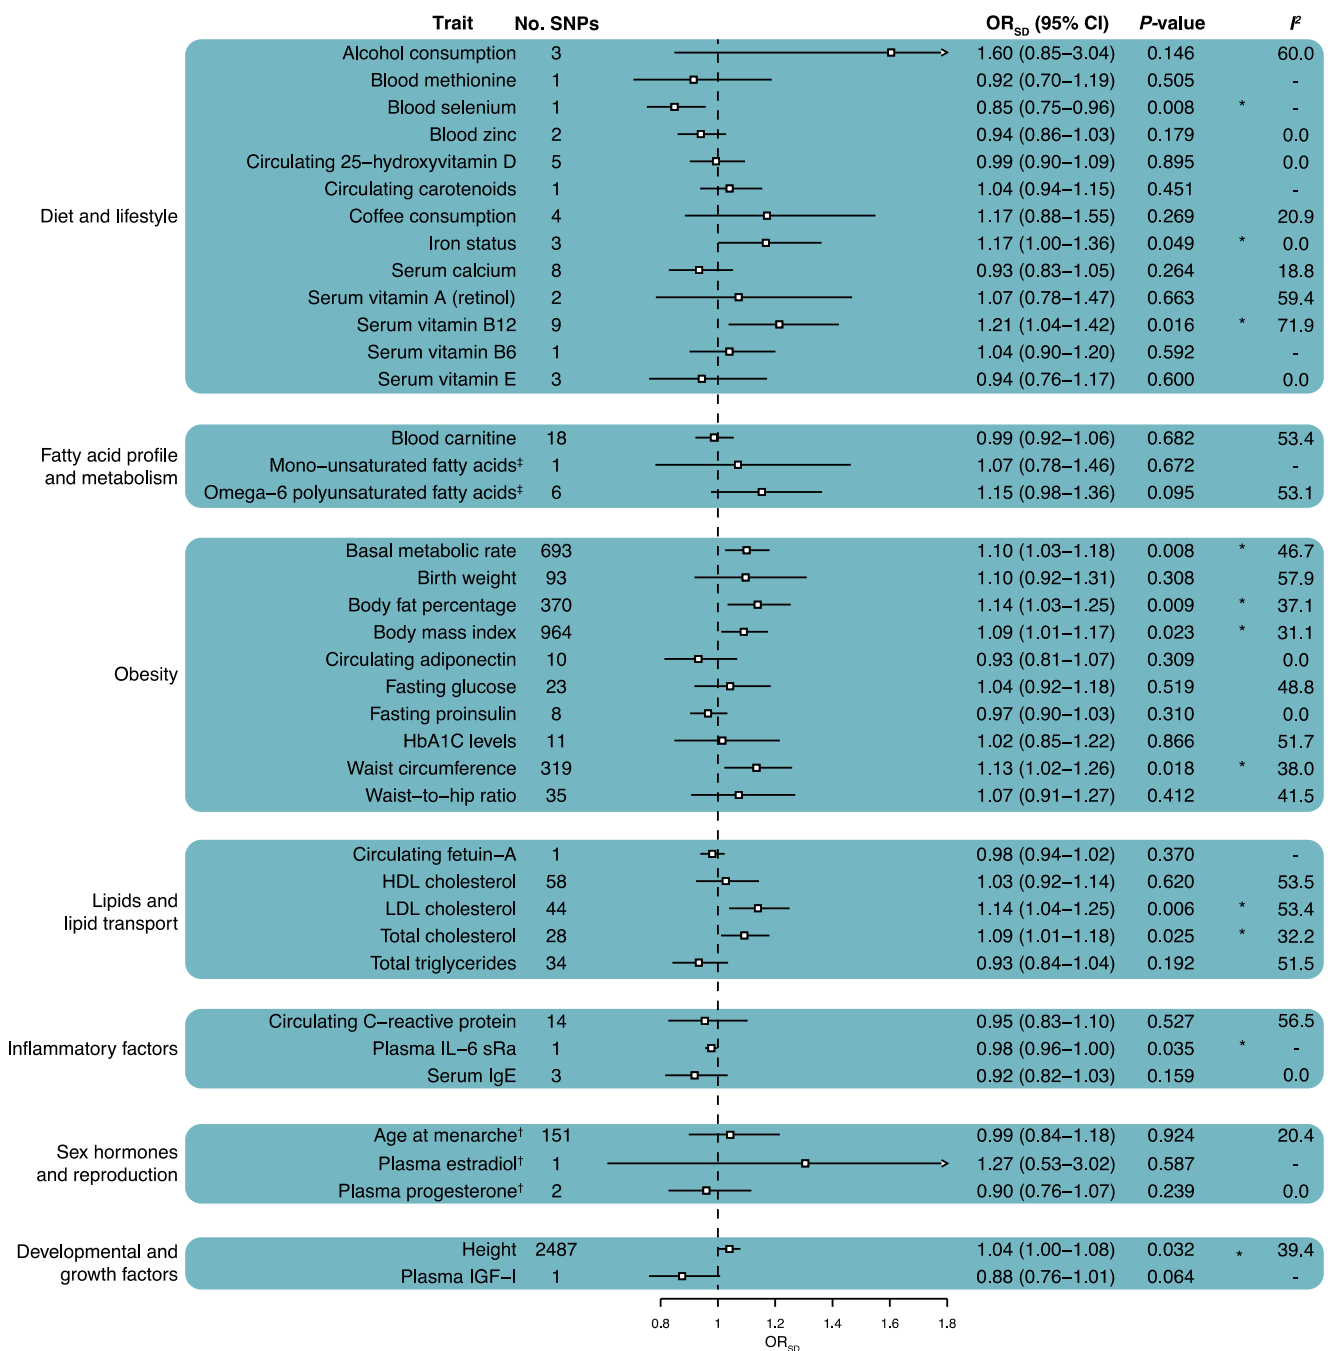 Trait No. SNPs OR_SD (95% CI) P-value I²
Alcohol consumption 3 1.60 (0.85–3.04) 0.146 60.0
Blood methionine 1 0.92 (0.70–1.19) 0.505 -
Blood selenium 1 0.85 (0.75–0.96) 0.008 * -
Blood zinc 2 0.94 (0.86–1.03) 0.179 0.0
Circulating 25–hydroxyvitamin D 5 0.99 (0.90–1.09) 0.895 0.0
Circulating carotenoids 1 1.04 (0.94–1.15) 0.451 -
Diet and lifestyle Coffee consumption 4 1.17 (0.88–1.55) 0.269 20.9
Iron status 3 1.17 (1.00–1.36) 0.049 * 0.0
Serum calcium 8 0.93 (0.83–1.05) 0.264 18.8
Serum vitamin A (retinol) 2 1.07 (0.78–1.47) 0.663 59.4
Serum vitamin B12 9 1.21 (1.04–1.42) 0.016 * 71.9
Serum vitamin B6 1 1.04 (0.90–1.20) 0.592 -
Serum vitamin E 3 0.94 (0.76–1.17) 0.600 0.0
Fatty acid profile
and metabolism
Blood carnitine 18 0.99 (0.92–1.06) 0.682 53.4
Mono–unsaturated fatty acids‡ 1 1.07 (0.78–1.46) 0.672 -
Omega–6 polyunsaturated fatty acids‡ 6 1.15 (0.98–1.36) 0.095 53.1
Basal metabolic rate 693 1.10 (1.03–1.18) 0.008 * 46.7
Birth weight 93 1.10 (0.92–1.31) 0.308 57.9
Body fat percentage 370 1.14 (1.03–1.25) 0.009 * 37.1
Body mass index 964 1.09 (1.01–1.17) 0.023 * 31.1
Circulating adiponectin 10 0.93 (0.81–1.07) 0.309 0.0
Obesity
Fasting glucose 23 1.04 (0.92–1.18) 0.519 48.8
Fasting proinsulin 8 0.97 (0.90–1.03) 0.310 0.0
HbA1C levels 11 1.02 (0.85–1.22) 0.866 51.7
Waist circumference 319 1.13 (1.02–1.26) 0.018 * 38.0
Waist–to–hip ratio 35 1.07 (0.91–1.27) 0.412 41.5
Lipids and
lipid transport
Circulating fetuin–A 1 0.98 (0.94–1.02) 0.370 -
HDL cholesterol 58 1.03 (0.92–1.14) 0.620 53.5
LDL cholesterol 44 1.14 (1.04–1.25) 0.006 * 53.4
Total cholesterol 28 1.09 (1.01–1.18) 0.025 * 32.2
Total triglycerides 34 0.93 (0.84–1.04) 0.192 51.5
Circulating C–reactive protein 14 0.95 (0.83–1.10) 0.527 56.5
Inflammatory factors Plasma IL–6 sRa 1 0.98 (0.96–1.00) 0.035 * -
Serum IgE 3 0.92 (0.82–1.03) 0.159 0.0
Sex hormones
and reproduction
Age at menarche† 151 0.99 (0.84–1.18) 0.924 20.4
Plasma estradiol† 1 1.27 (0.53–3.02) 0.587 -
Plasma progesterone† 2 0.90 (0.76–1.07) 0.239 0.0
Developmental and
growth factors
Height 2487 1.04 (1.00–1.08) 0.032 * 39.4
Plasma IGF–I 1 0.88 (0.76–1.01) 0.064 -
0.8 1 1.2 1.4 1.6 1.8
OR_SD